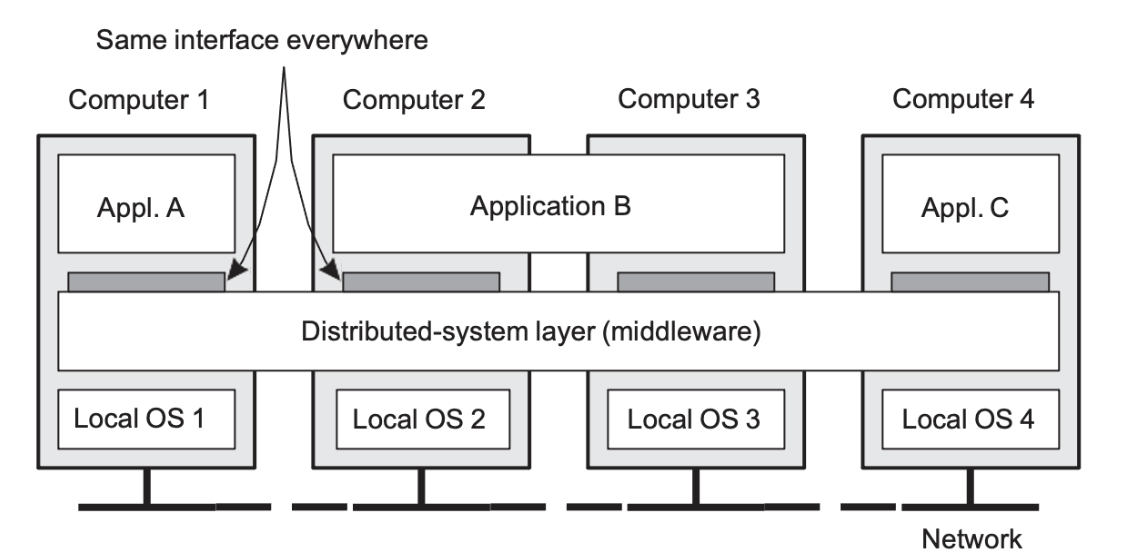 Same interface everywhere
Computer 1
Computer 2
Computer 3
Computer 4
Appl. A
Application B
Appl. C
Distributed-system layer (middleware)
Local OS 1
Local OS 2
Local OS 3
Local OS 4
Network